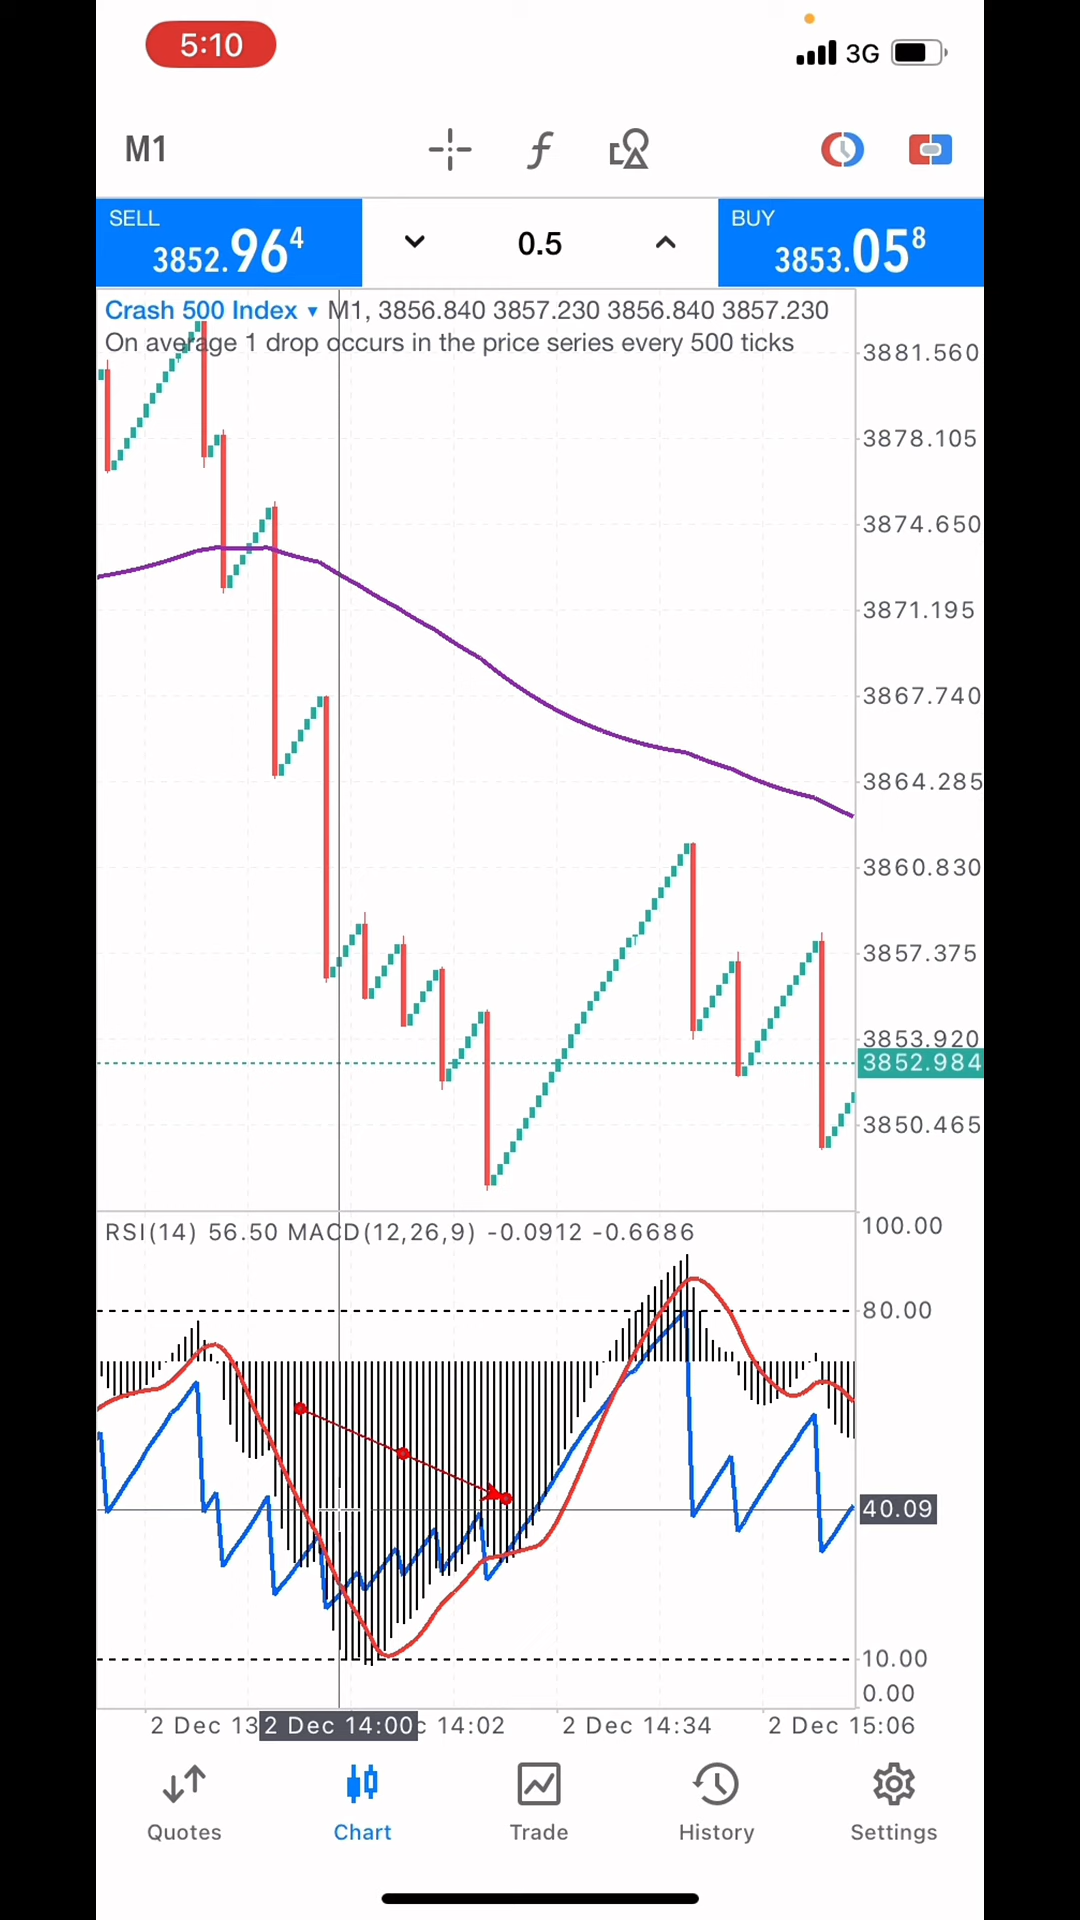 5:10
3G
M1
SELL
BUY
3852.96 4
0.5
3853.05 8
Crash 500 Index ▾ M1, 3856.840 3857.230 3856.840 3857.230
On average 1 drop occurs in the price series every 500 ticks
3881.560
3878.105
3874.650
3871.195
3867.740
3864.285
3860.830
3857.375
3853.920
3852.984
3850.465
RSI(14) 56.50 MACD(12,26,9) -0.0912 -0.6686
100.00
80.00
40.09
10.00
0.00
2 Dec 13 2 Dec 14:00 c 14:02 2 Dec 14:34 2 Dec 15:06
Quotes Chart Trade History Settings